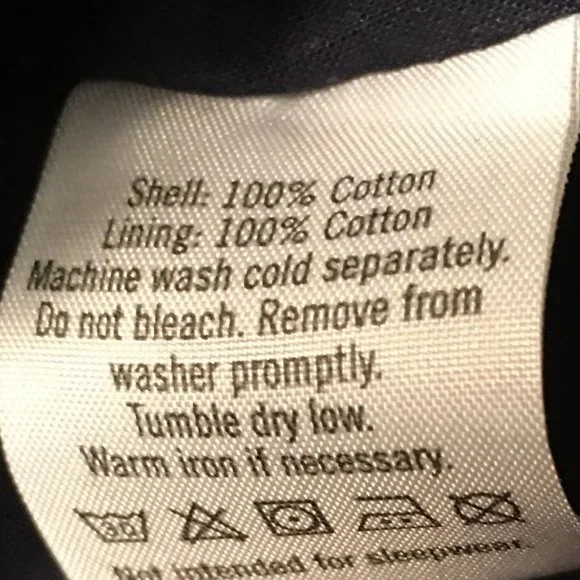 Shell: 100% Cotton
Lining: 100% Cotton
Machine wash cold separately.
Do not bleach. Remove from
washer promptly.
Tumble dry low.
Warm iron if necessary.
30
Not intended for sleepwear.